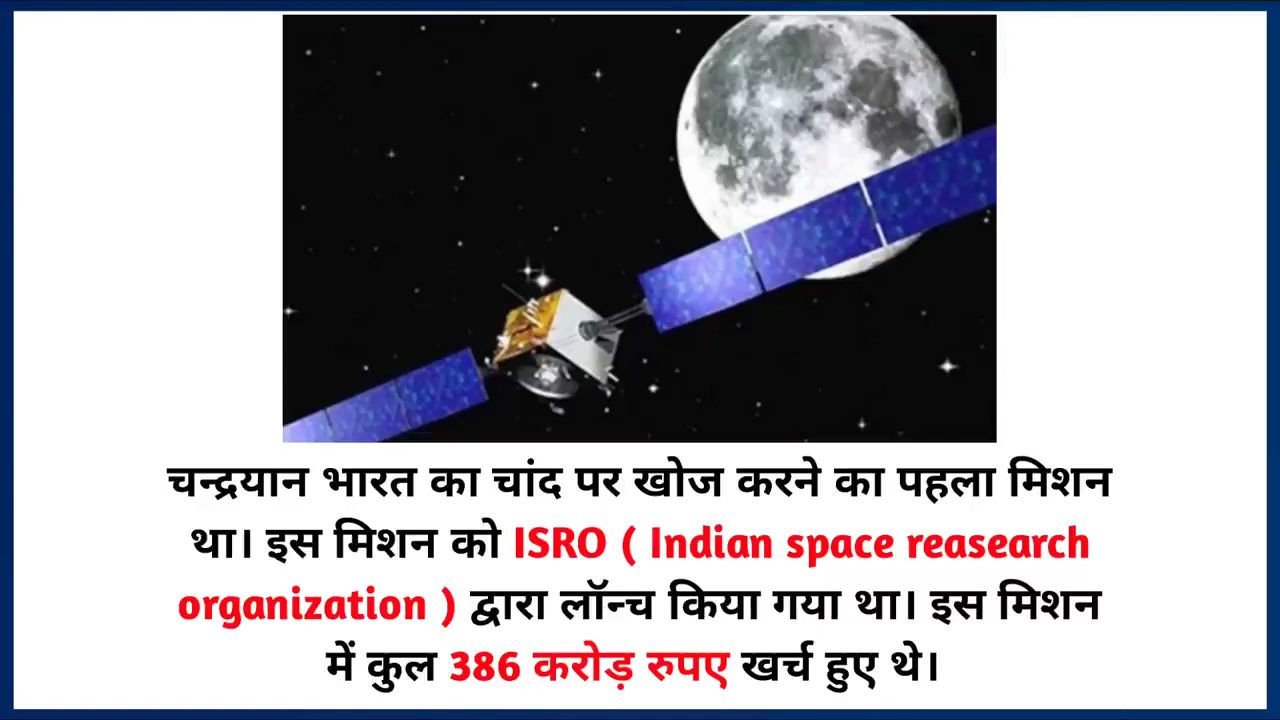 चन्द्रयान भारत का चांद पर खोज करने का पहला मिशन
था। इस मिशन को ISRO ( Indian space reasearch
organization ) द्वारा लॉन्च किया गया था। इस मिशन
में कुल 386 करोड़ रुपए खर्च हुए थे।